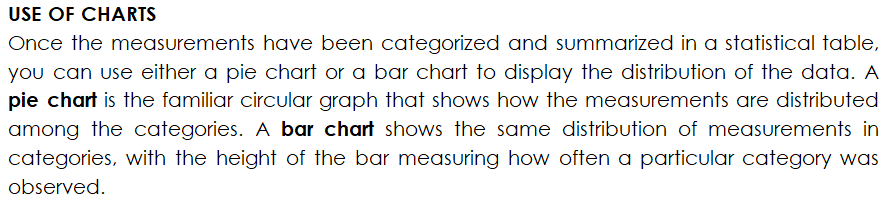 USE OF CHARTS
Once the measurements have been categorized and summarized in a statistical table,
you can use either a pie chart or a bar chart to display the distribution of the data. A
pie chart is the familiar circular graph that shows how the measurements are distributed
among the categories. A bar chart shows the same distribution of measurements in
categories, with the height of the bar measuring how often a particular category was
observed.